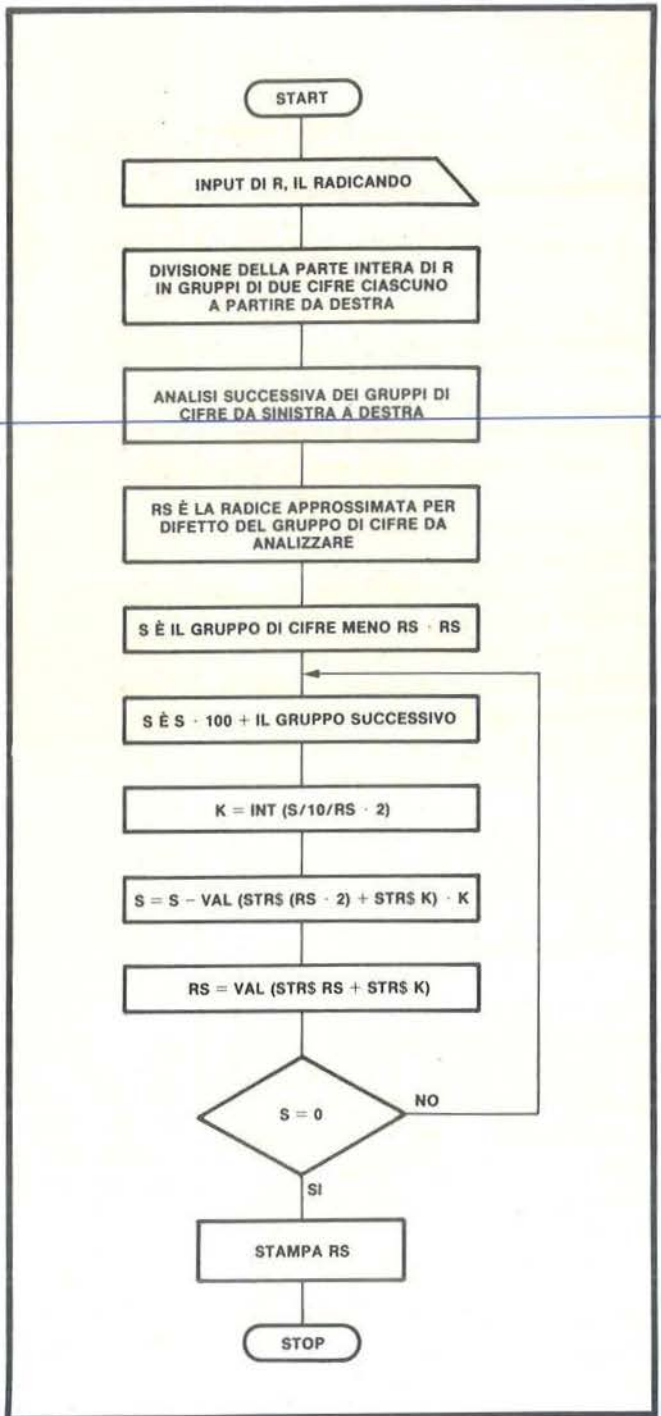 START
INPUT DI R, IL RADICANDO
DIVISIONE DELLA PARTE INTERA DI R
IN GRUPPI DI DUE CIFRE CIASCUNO
A PARTIRE DA DESTRA
ANALISI SUCCESSIVA DEI GRUPPI DI
CIFRE DA SINISTRA A DESTRA
RS È LA RADICE APPROSSIMATA PER
DIFETTO DEL GRUPPO DI CIFRE DA
ANALIZZARE
S È IL GRUPPO DI CIFRE MENO RS · RS
S È S · 100 + IL GRUPPO SUCCESSIVO
K = INT (S/10/RS · 2)
S = S – VAL (STR$ (RS · 2) + STR$ K) · K
RS = VAL (STR$ RS + STR$ K)
S = 0
NO
SI
STAMPA RS
STOP